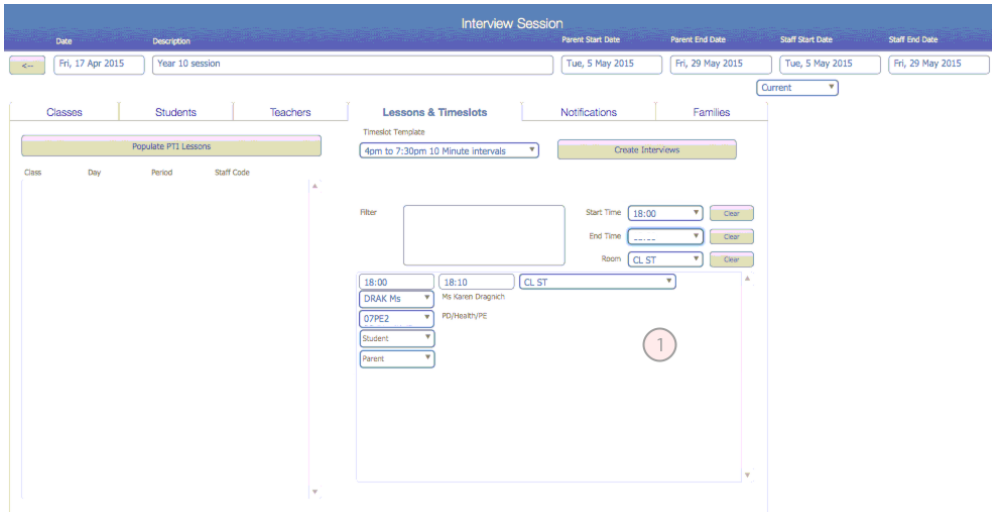 Interview Session
Date Description Parent Start Date Parent End Date Staff Start Date Staff End Date
<-- Fri, 17 Apr 2015 Year 10 session Tue, 5 May 2015 Fri, 29 May 2015 Tue, 5 May 2015 Fri, 29 May 2015
Current
Classes Students Teachers Lessons & Timeslots Notifications Families
Timeslot Template
Populate PTI Lessons 4pm to 7:30pm 10 Minute intervals Create Interviews
Class Day Period Staff Code
Filter Start Time 18:00 Clear
End Time Clear
Room CL ST Clear
18:00 18:10 CL ST
DRAK Ms Ms Karen Dragnich
07PE2 PD/Health/PE
Student
Parent
1